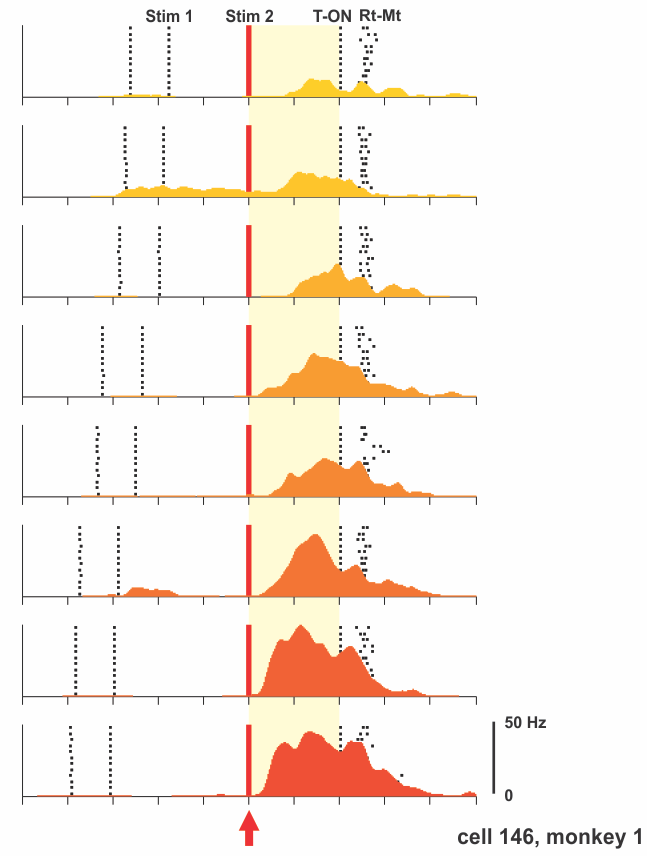 Stim 1 Stim 2 T-ON Rt-Mt
50 Hz
0
cell 146, monkey 1